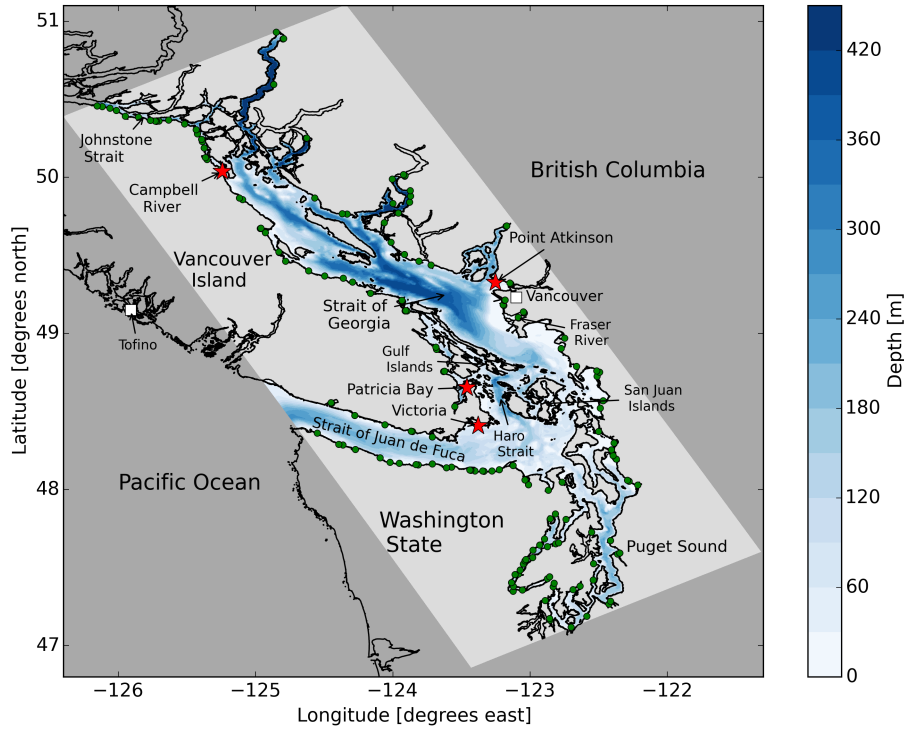 51
50
49
48
47
Latitude [degrees north]
−126
−125
−124
−123
−122
Longitude [degrees east]
Johnstone
Strait
Campbell
River
British Columbia
Point Atkinson
Vancouver
Island
Vancouver
Strait of
Georgia
Fraser
River
Tofino
Gulf
Islands
Patricia Bay
San Juan
Islands
Victoria
Strait of Juan de Fuca
Haro
Strait
Pacific Ocean
Washington
State
Puget Sound
420
360
300
240
180
120
60
0
Depth [m]